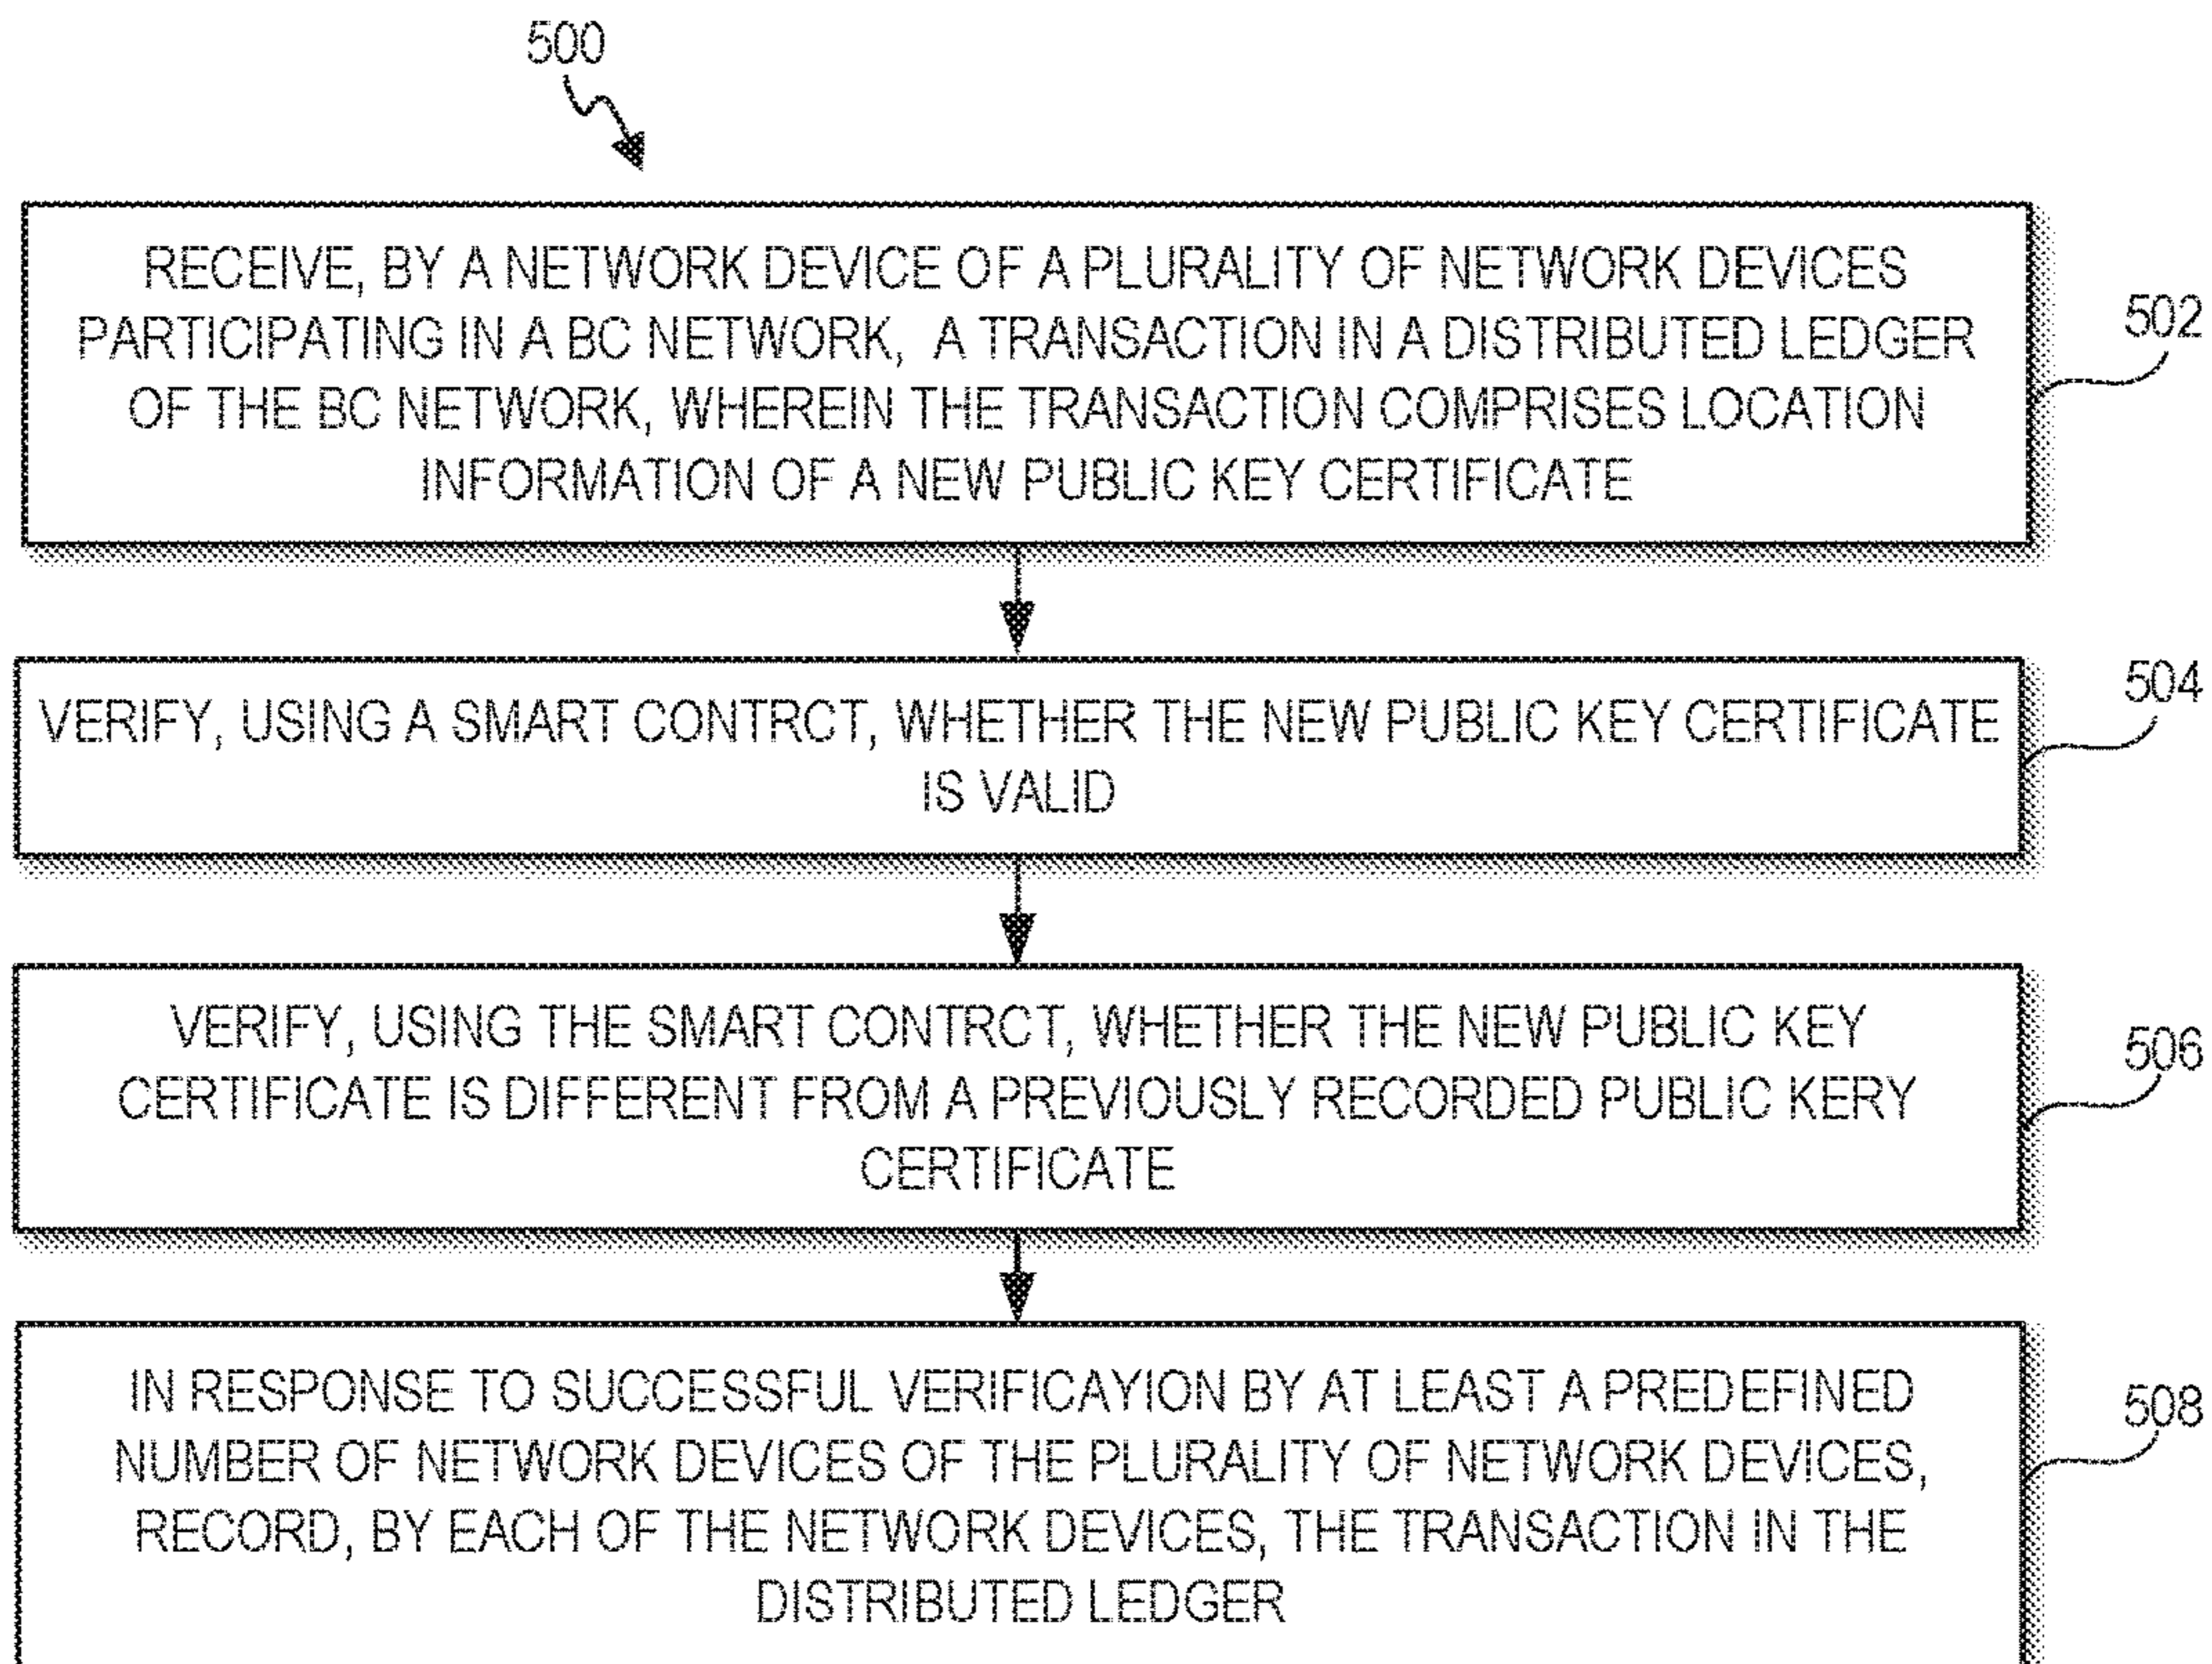 500
RECEIVE, BY A NETWORK DEVICE OF A PLURALITY OF NETWORK DEVICES
PARTICIPATING IN A BC NETWORK, A TRANSACTION IN A DISTRIBUTED LEDGER
OF THE BC NETWORK, WHEREIN THE TRANSACTION COMPRISES LOCATION
INFORMATION OF A NEW PUBLIC KEY CERTIFICATE
502
VERIFY, USING A SMART CONTRCT, WHETHER THE NEW PUBLIC KEY CERTIFICATE
IS VALID
504
VERIFY, USING THE SMART CONTRCT, WHETHER THE NEW PUBLIC KEY
CERTIFICATE IS DIFFERENT FROM A PREVIOUSLY RECORDED PUBLIC KERY
CERTIFICATE
506
IN RESPONSE TO SUCCESSFUL VERIFICAYION BY AT LEAST A PREDEFINED
NUMBER OF NETWORK DEVICES OF THE PLURALITY OF NETWORK DEVICES,
RECORD, BY EACH OF THE NETWORK DEVICES, THE TRANSACTION IN THE
DISTRIBUTED LEDGER
508